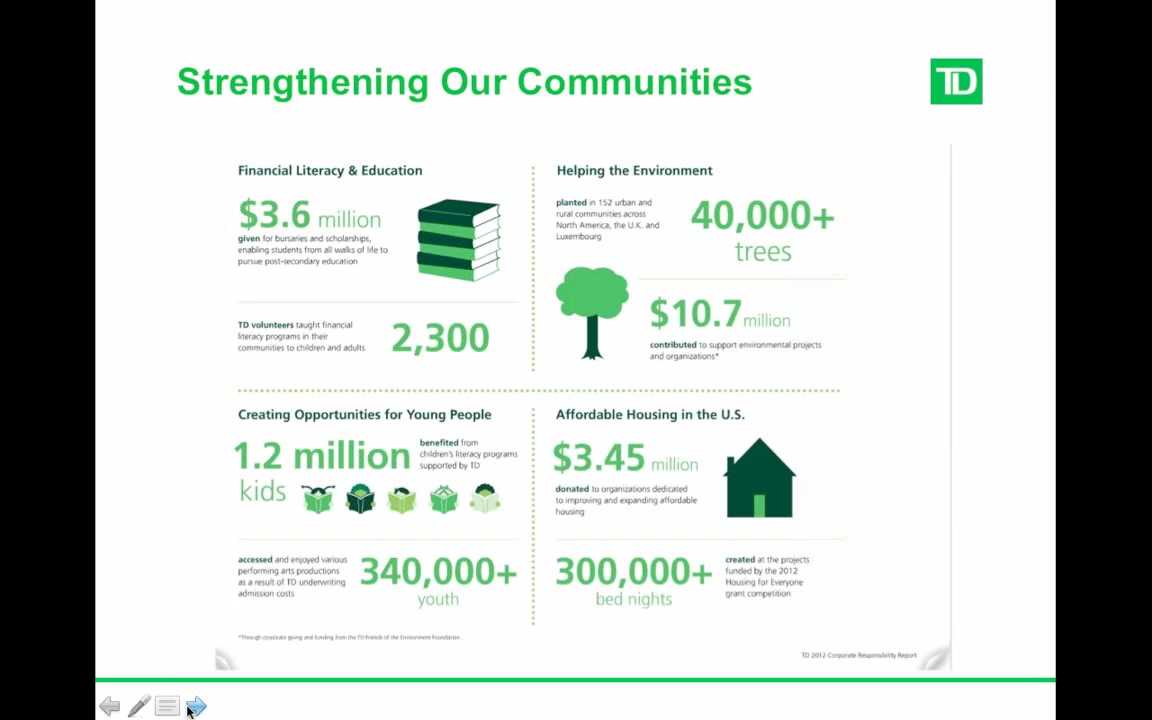 Strengthening Our Communities
TD
Financial Literacy & Education
$3.6 million
given for bursaries and scholarships,
enabling students from all walks of life to
pursue post-secondary education
TD volunteers taught financial
literacy programs in their
communities to children and adults
2,300
Helping the Environment
planted in 152 urban and
rural communities across
North America, the U.K. and
Luxembourg
40,000+
trees
$10.7 million
contributed to support environmental projects
and organizations*
Creating Opportunities for Young People
1.2 million
kids
benefited from
children's literacy programs
supported by TD
accessed and enjoyed various
performing arts productions
as a result of TD underwriting
admission costs
340,000+
youth
Affordable Housing in the U.S.
$3.45 million
donated to organizations dedicated
to improving and expanding affordable
housing
300,000+
bed nights
created at the projects
funded by the 2012
Housing for Everyone
grant competition
*Through corporate giving and funding from the TD Friends of the Environment Foundation.
TD 2012 Corporate Responsibility Report